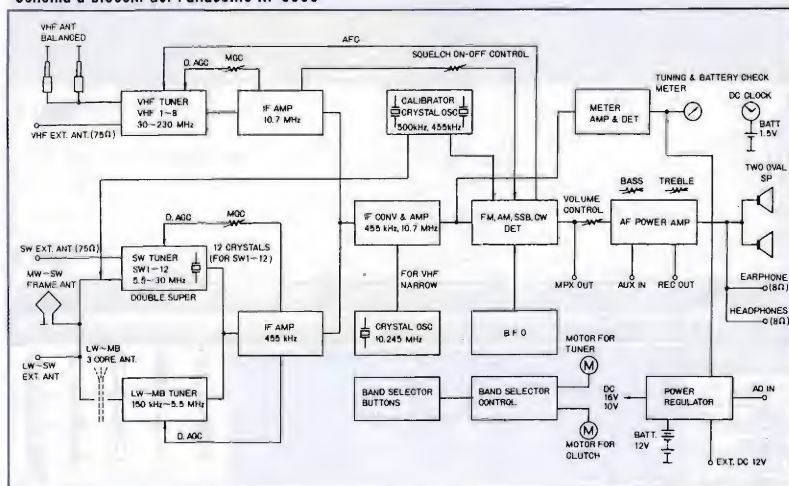 VHF ANT
BALANCED
AFC
D. AGC
MGC
SQUELCH ON-OFF CONTROL
TUNING & BATTERY CHECK
METER
VHF TUNER
VHF 1~8
30~230 MHz
IF AMP
10.7 MHz
CALIBRATOR
CRYSTAL OSC
500kHz, 455kHz
METER
AMP & DET
DC CLOCK
BATT
1.5V
VHF EXT. ANT. (75Ω)
TWO OVAL
SP
BASS
TREBLE
D. AGC
MGC
IF CONV & AMP
455 kHz, 10.7 MHz
FM, AM, SSB, CW
DET
VOLUME
CONTROL
AF POWER AMP
SW EXT. ANT (75Ω)
SW TUNER
SW1~12
5.5~30 MHz
DOUBLE SUPER
12 CRYSTALS
(FOR SW1~12)
MW~SW
FRAME ANT
FOR VHF
NARROW
MPX OUT
AUX IN
REC OUT
EARPHONE
(8Ω)
HEADPHONES
(8Ω)
IF AMP
455 kHz
CRYSTAL OSC
10.245 MHz
B F O
LW~SW
EXT. ANT
LW~MB
3 CORE ANT.
LW~MB TUNER
150 kHz~5.5 MHz
D. AGC
MOTOR FOR
TUNER
M
BAND SELECTOR
BUTTONS
BAND SELECTOR
CONTROL
M
MOTOR FOR
CLUTCH
DC
16V
10V
POWER
REGULATOR
AO IN
BATT.
12V
EXT. DC 12V